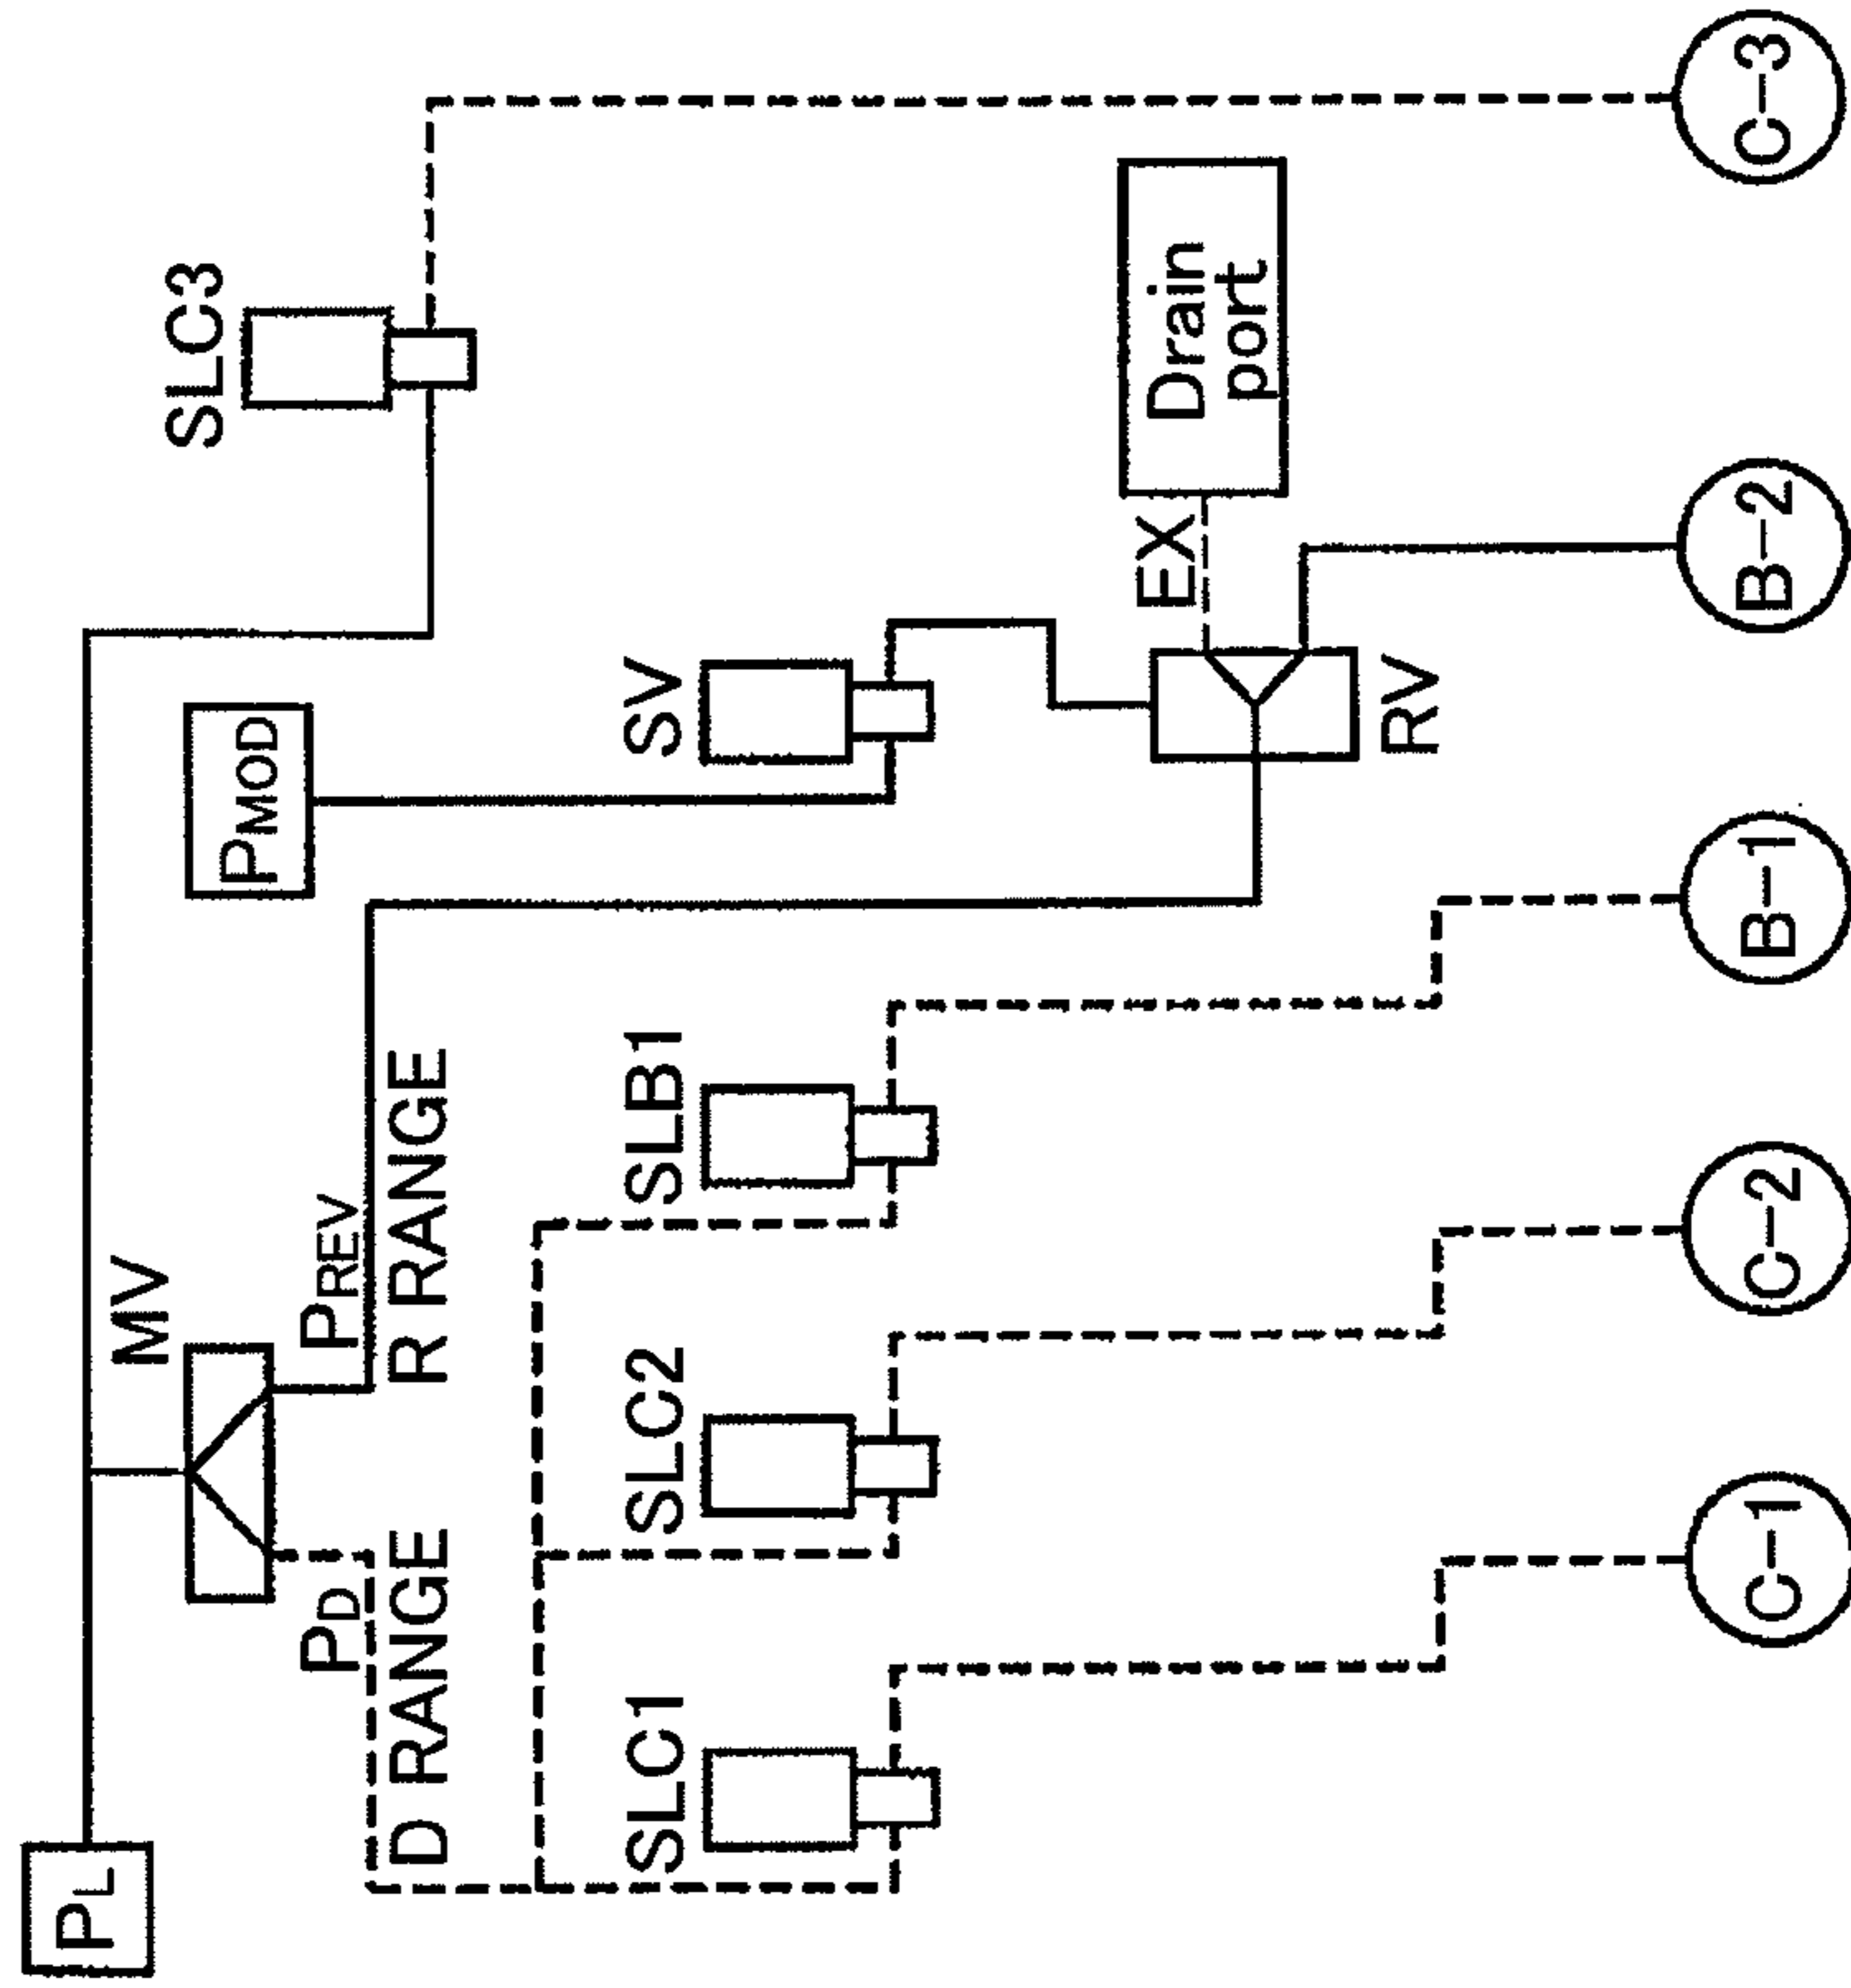 PL
MV
PD
D RANGE
PREV
R RANGE
PMOD
SLC3
SLC1
SLC2
SLB1
SV
EX
Drain
port
RV
C-1
C-2
B-1
B-2
C-3